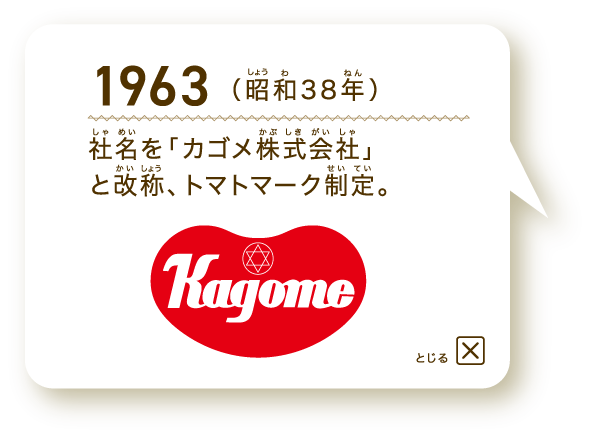 1963（昭和38年）
社名を「カゴメ株式会社」
と改称、トマトマーク制定。
Kagome
とじる